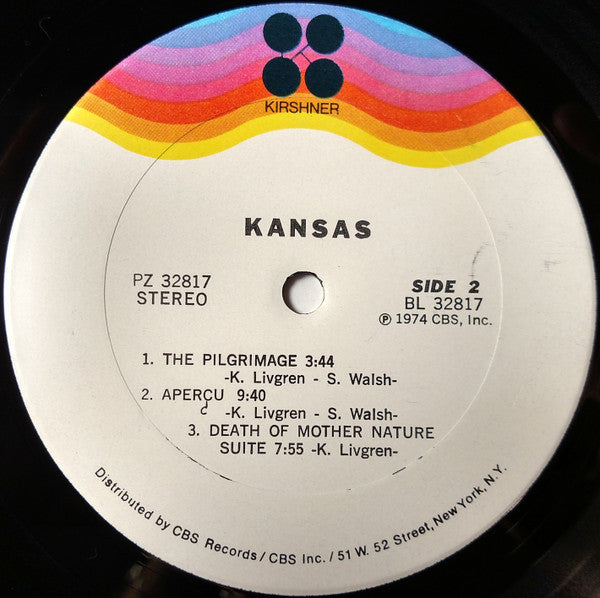 KIRSHNER
KANSAS
PZ 32817
STEREO
SIDE 2
BL 32817
℗ 1974 CBS, Inc.
1. THE PILGRIMAGE 3:44
-K. Livgren - S. Walsh-
2. APERÇU 9:40
-K. Livgren - S. Walsh-
3. DEATH OF MOTHER NATURE
SUITE 7:55 -K. Livgren-
Distributed by CBS Records / CBS Inc. / 51 W. 52 Street, New York, N.Y.